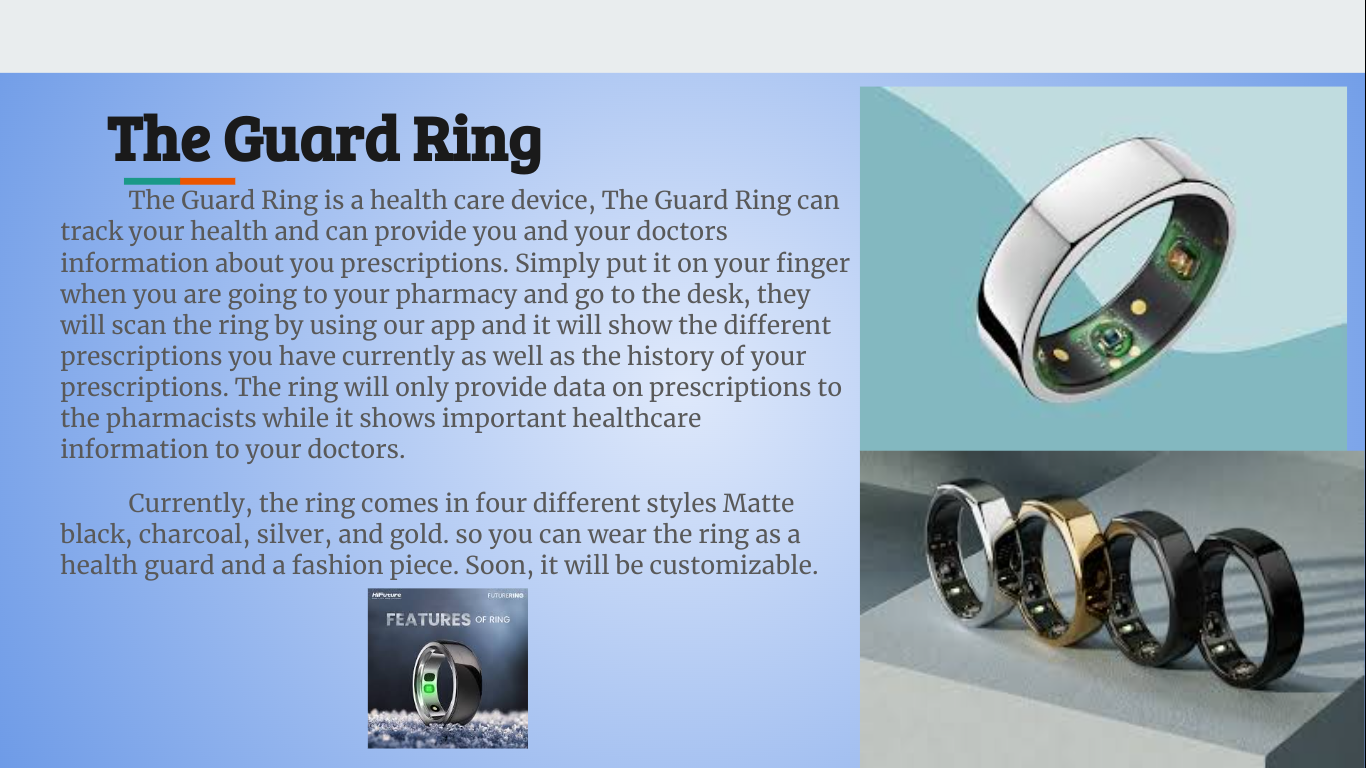 The Guard Ring
The Guard Ring is a health care device, The Guard Ring can
track your health and can provide you and your doctors
information about you prescriptions. Simply put it on your finger
when you are going to your pharmacy and go to the desk, they
will scan the ring by using our app and it will show the different
prescriptions you have currently as well as the history of your
prescriptions. The ring will only provide data on prescriptions to
the pharmacists while it shows important healthcare
information to your doctors.
Currently, the ring comes in four different styles Matte
black, charcoal, silver, and gold. so you can wear the ring as a
health guard and a fashion piece. Soon, it will be customizable.
HiFuture FUTURERING
FEATURES OF RING